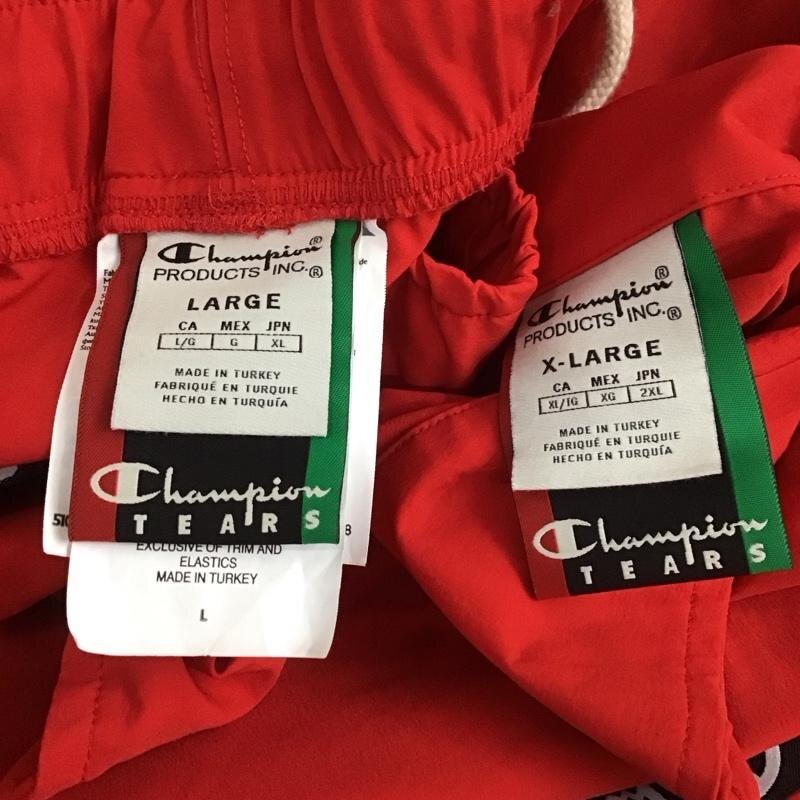 Champion®
PRODUCTS INC.®
LARGE
CA MEX JPN
L/G G XL
MADE IN TURKEY
FABRIQUÉ EN TURQUIE
HECHO EN TURQUÍA
Champion
TEARS
EXCLUSIVE OF TRIM AND
ELASTICS
MADE IN TURKEY
L
Champion®
PRODUCTS INC.®
X-LARGE
CA MEX JPN
XL/TG XG 2XL
MADE IN TURKEY
FABRIQUÉ EN TURQUIE
HECHO EN TURQUÍA
Champion
TEARS